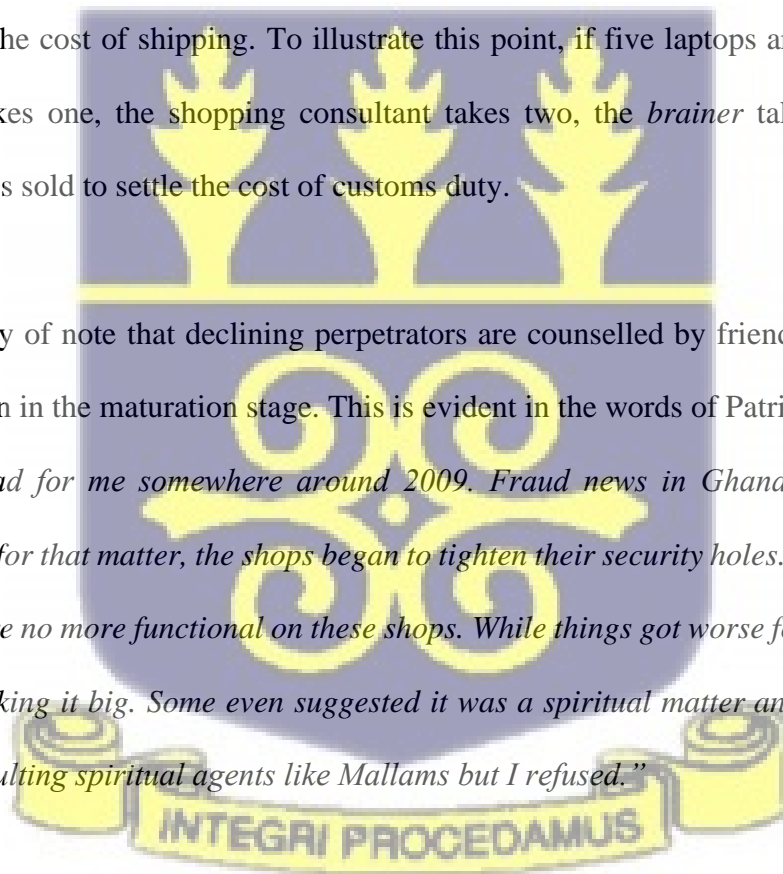 he cost of shipping. To illustrate this point, if five laptops a
kes one, the shopping consultant takes two, the brainer ta
s sold to settle the cost of customs duty.
y of note that declining perpetrators are counselled by friend
n in the maturation stage. This is evident in the words of Patri
ad for me somewhere around 2009. Fraud news in Ghana
for that matter, the shops began to tighten their security holes.
e no more functional on these shops. While things got worse f
king it big. Some even suggested it was a spiritual matter an
ulting spiritual agents like Mallams but I refused.”
INTEGRI PROCEDAMUS